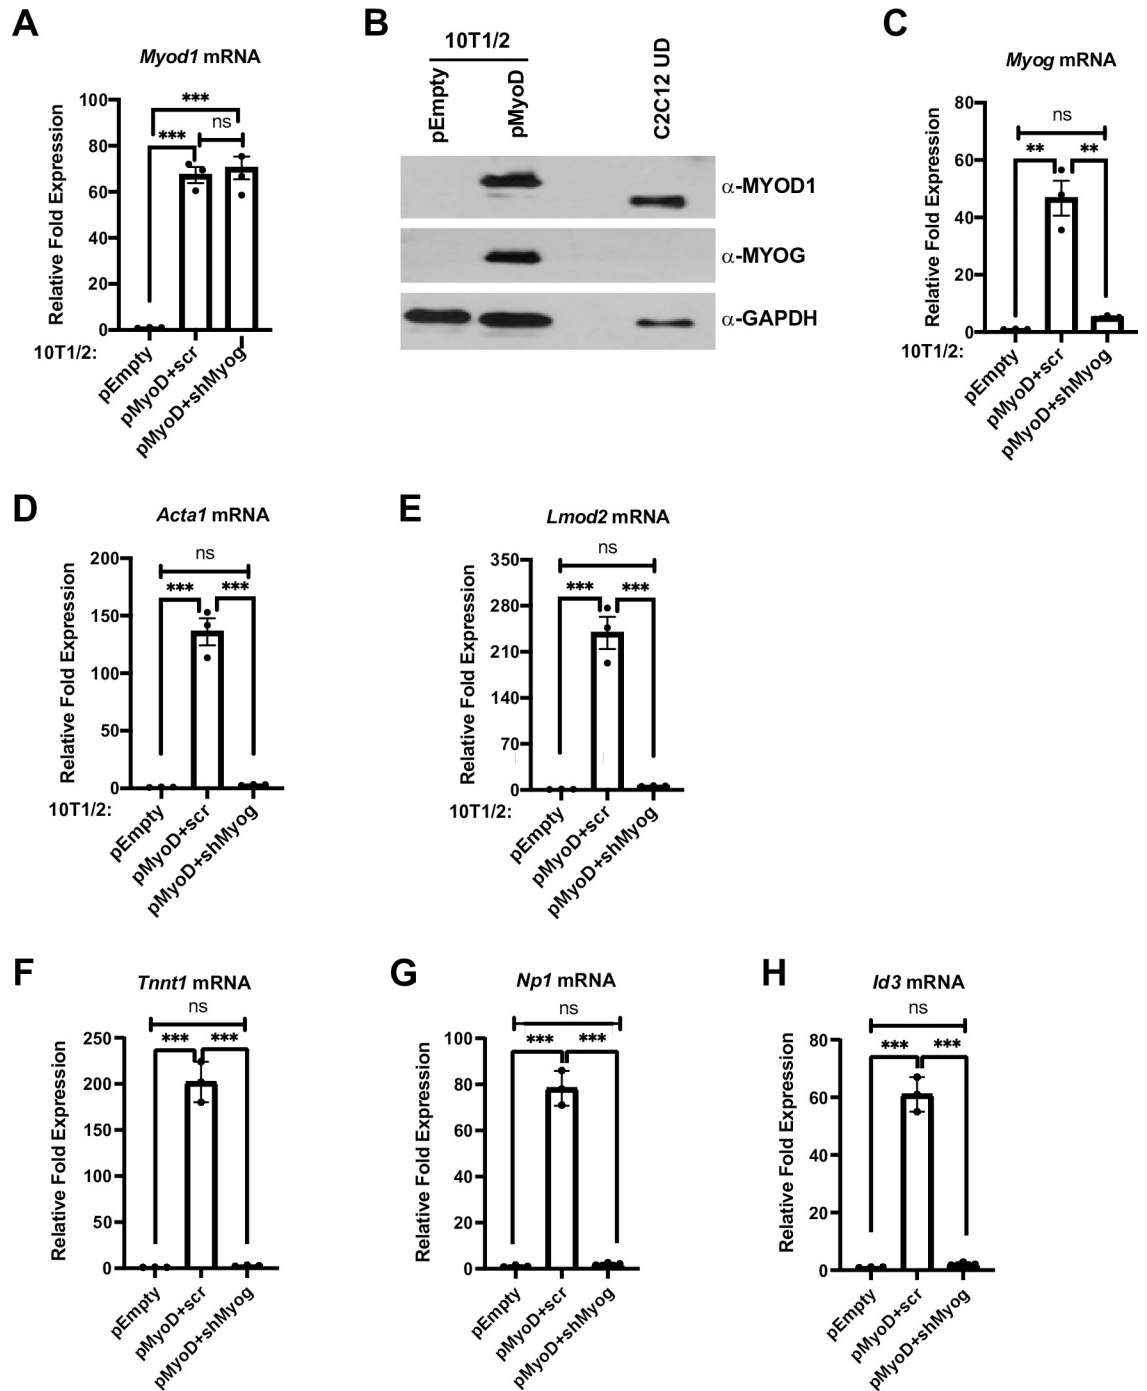 A
Myod1 mRNA
Relative Fold Expression
100
80
60
40
20
0
***
***
ns
10T1/2:
pEmpty
pMyoD+scr
pMyoD+shMyog
B
10T1/2
pEmpty
pMyoD
C2C12 UD
α-MYOD1
α-MYOG
α-GAPDH
C
Myog mRNA
Relative Fold Expression
80
60
40
20
0
ns
**
**
10T1/2:
pEmpty
pMyoD+scr
pMyoD+shMyog
D
Acta1 mRNA
Relative Fold Expression
200
150
100
50
0
ns
***
***
10T1/2:
pEmpty
pMyoD+scr
pMyoD+shMyog
E
Lmod2 mRNA
Relative Fold Expression
350
280
210
140
70
0
ns
***
***
10T1/2:
pEmpty
pMyoD+scr
pMyoD+shMyog
F
Tnnt1 mRNA
Relative Fold Expression
250
200
150
100
50
0
ns
***
***
pEmpty
pMyoD+scr
pMyoD+shMyog
G
Np1 mRNA
Relative Fold Expression
100
80
60
40
20
0
ns
***
***
pEmpty
pMyoD+scr
pMyoD+shMyog
H
Id3 mRNA
Relative Fold Expression
80
60
40
20
0
ns
***
***
pEmpty
pMyoD+scr
pMyoD+shMyog